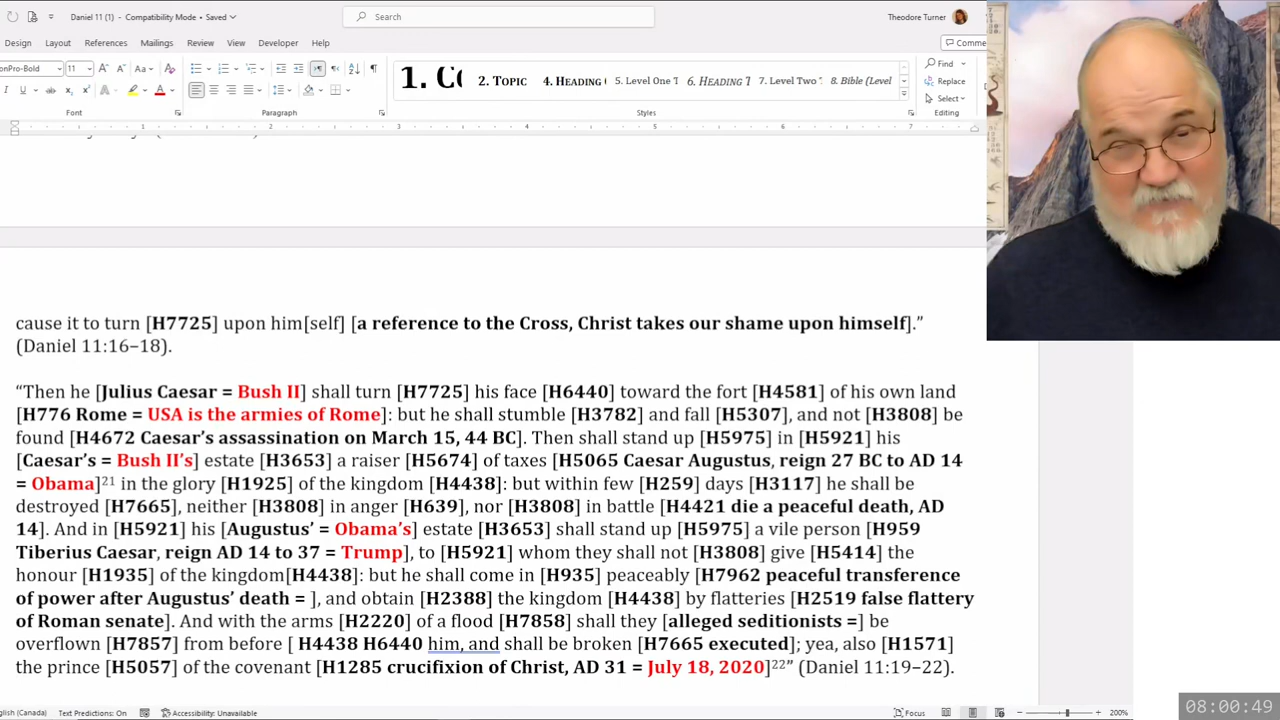 Daniel 11 (1) - Compatibility Mode • Saved
Search
Theodore Turner
Design Layout References Mailings Review View Developer Help
Comme
onPro-Bold 11
1. Co 2. Topic 4. Heading 5. Level One 6. Heading 7. Level Two 8. Bible (Level
Find
Replace
Select
Font Paragraph Styles Editing
1 2 3 4 5 6 7
cause it to turn [H7725] upon him[self] [a reference to the Cross, Christ takes our shame upon himself].”
(Daniel 11:16–18).
“Then he [Julius Caesar = Bush II] shall turn [H7725] his face [H6440] toward the fort [H4581] of his own land
[H776 Rome = USA is the armies of Rome]: but he shall stumble [H3782] and fall [H5307], and not [H3808] be
found [H4672 Caesar’s assassination on March 15, 44 BC]. Then shall stand up [H5975] in [H5921] his
[Caesar’s = Bush II’s] estate [H3653] a raiser [H5674] of taxes [H5065 Caesar Augustus, reign 27 BC to AD 14
= Obama]21 in the glory [H1925] of the kingdom [H4438]: but within few [H259] days [H3117] he shall be
destroyed [H7665], neither [H3808] in anger [H639], nor [H3808] in battle [H4421 die a peaceful death, AD
14]. And in [H5921] his [Augustus’ = Obama’s] estate [H3653] shall stand up [H5975] a vile person [H959
Tiberius Caesar, reign AD 14 to 37 = Trump], to [H5921] whom they shall not [H3808] give [H5414] the
honour [H1935] of the kingdom[H4438]: but he shall come in [H935] peaceably [H7962 peaceful transference
of power after Augustus’ death = ], and obtain [H2388] the kingdom [H4438] by flatteries [H2519 false flattery
of Roman senate]. And with the arms [H2220] of a flood [H7858] shall they [alleged seditionists =] be
overflown [H7857] from before [ H4438 H6440 him, and shall be broken [H7665 executed]; yea, also [H1571]
the prince [H5057] of the covenant [H1285 crucifixion of Christ, AD 31 = July 18, 2020]22” (Daniel 11:19–22).
nglish (Canada) Text Predictions: On Accessibility: Unavailable Focus 200%
08:00:49